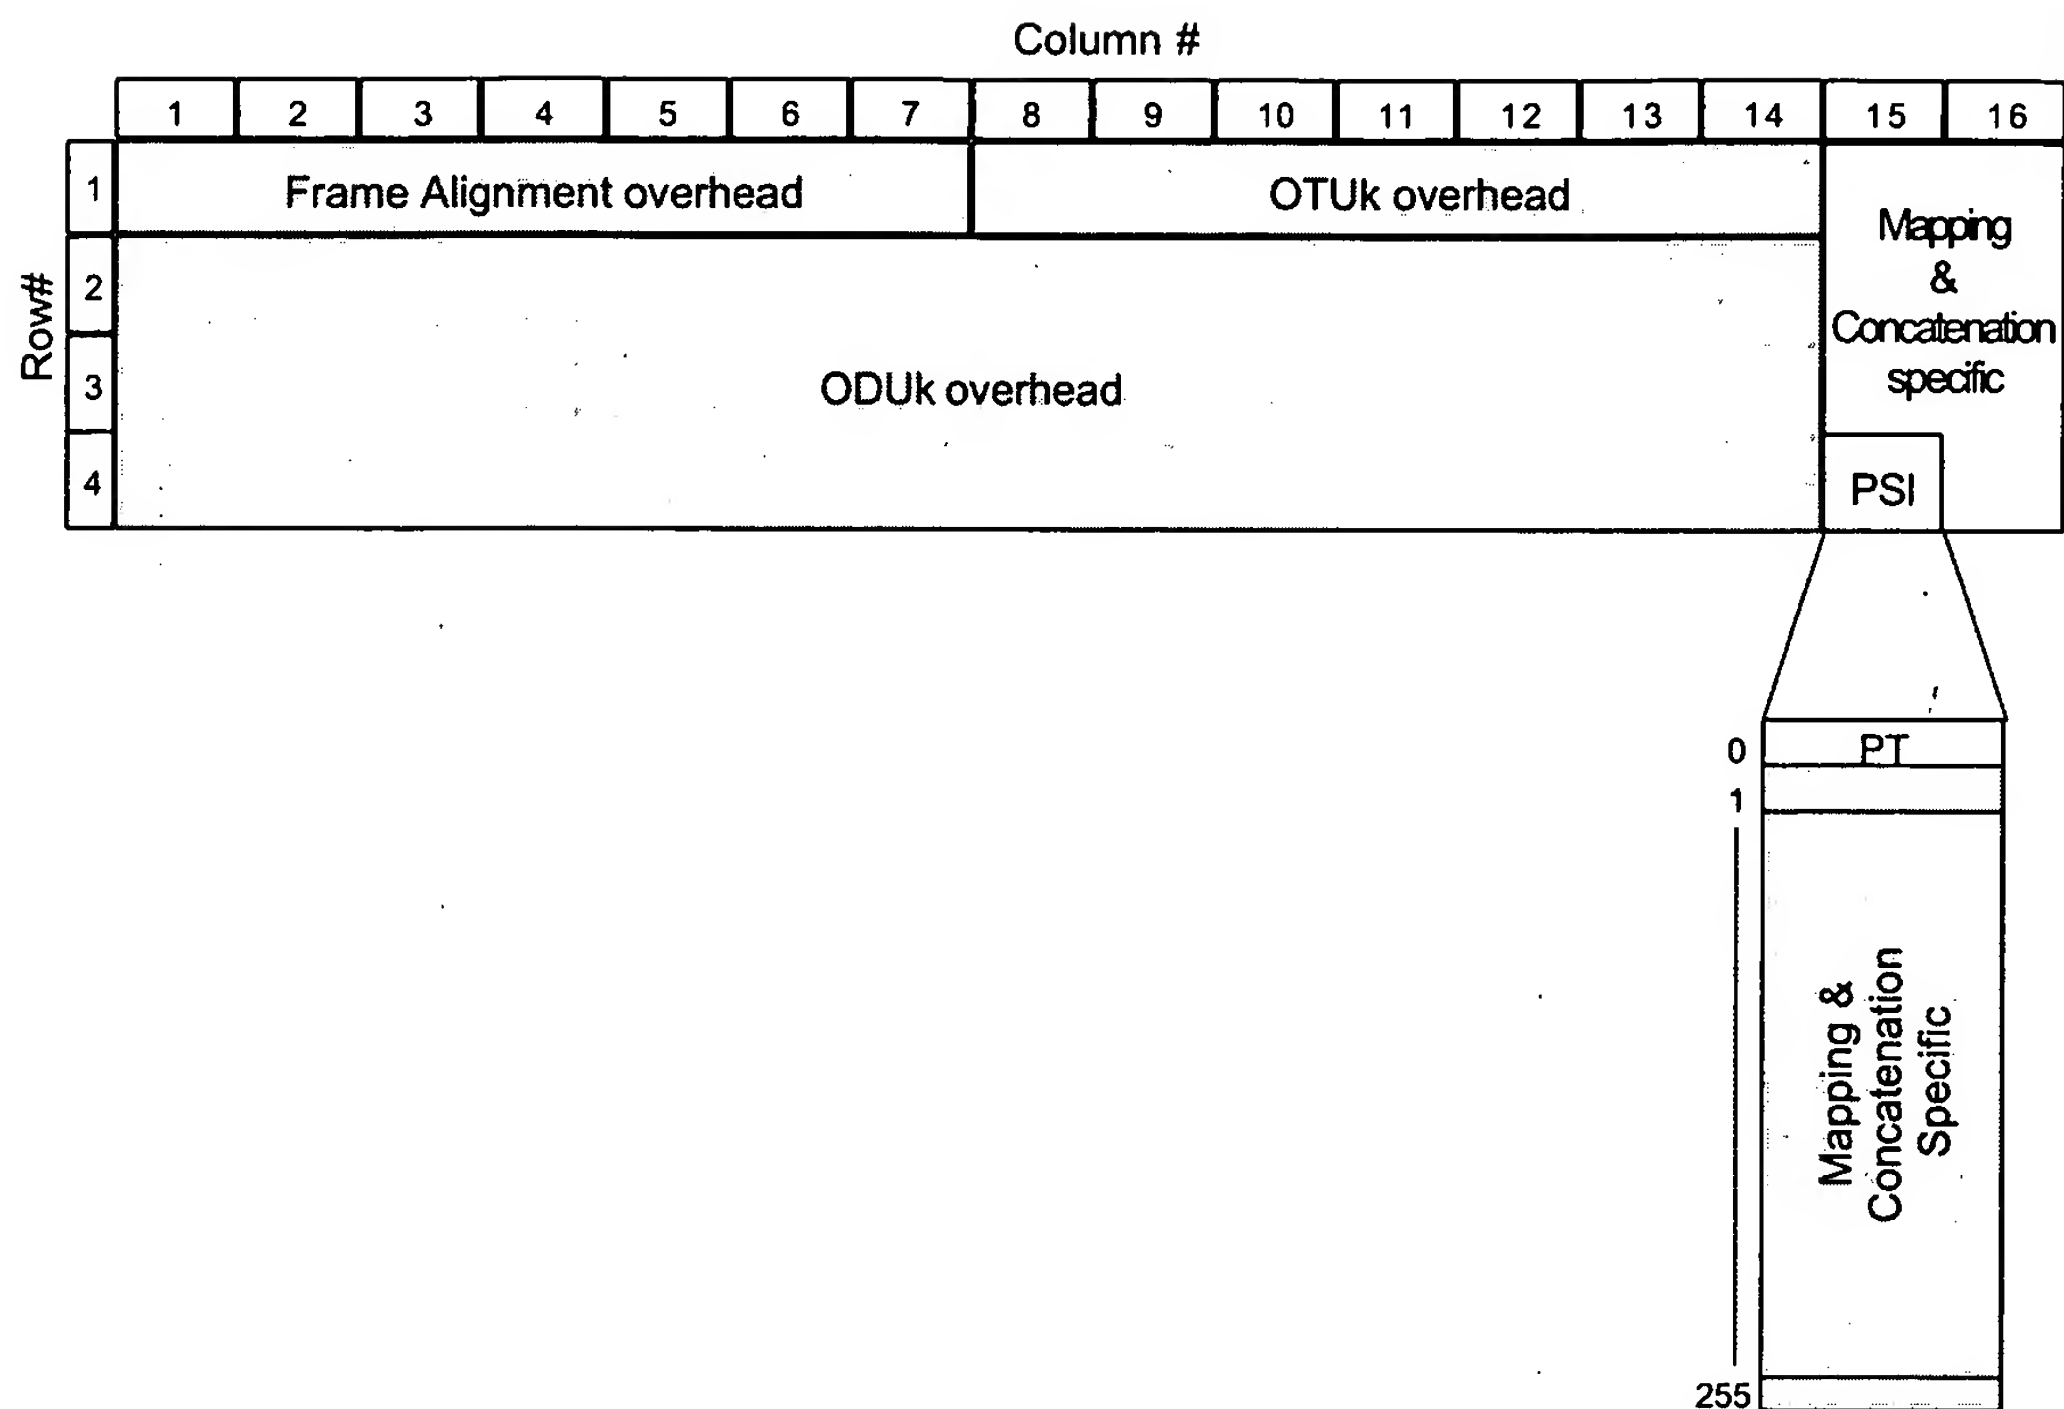 Column #
1 2 3 4 5 6 7 8 9 10 11 12 13 14 15 16
Row#
1
Frame Alignment overhead
OTUk overhead
Mapping
&
Concatenation
specific
2
3
ODUk overhead
4
PSI
0
PT
1
Mapping &
Concatenation
Specific
255